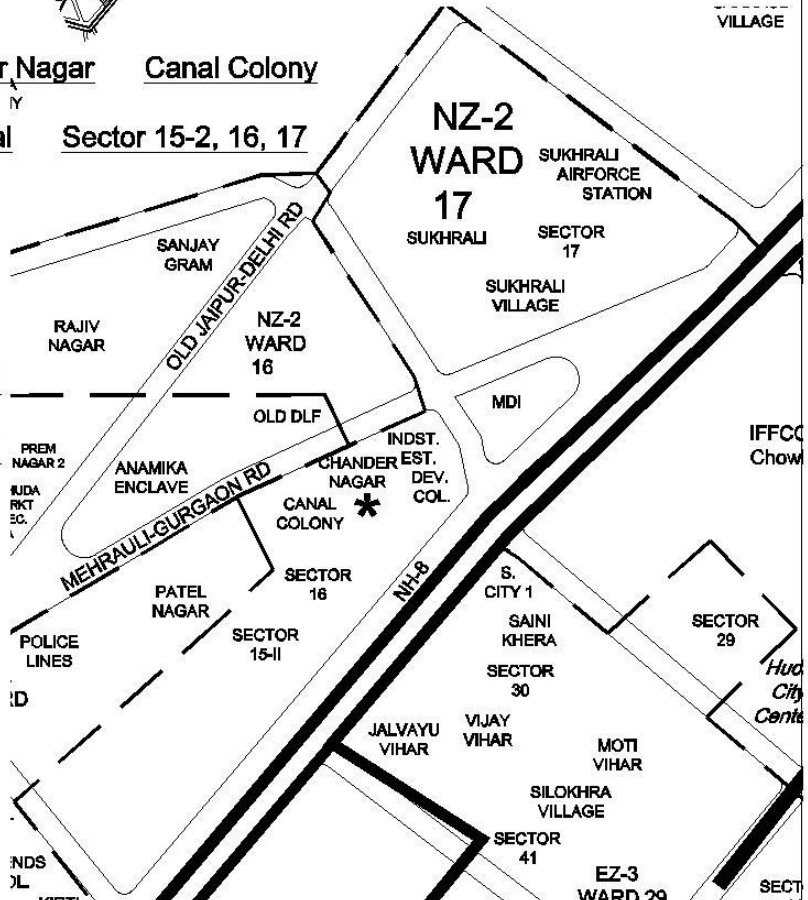 VILLAGE
Nagar
Canal Colony
Sector 15-2, 16, 17
NZ-2
WARD
17
SUKHRALI
SUKHRALI
AIRFORCE
STATION
SECTOR
17
SUKHRALI
VILLAGE
SANJAY
GRAM
OLD JAIPUR-DELHI RD
RAJIV
NAGAR
NZ-2
WARD
16
OLD DLF
MDI
PREM
NAGAR 2
ANAMIKA
ENCLAVE
MEHRAULI-GURGAON RD
INDST.
EST.
DEV.
COL.
CHANDER
NAGAR
CANAL
COLONY
*
IFFCO
Chow
PATEL
NAGAR
SECTOR
16
NH-8
POLICE
LINES
SECTOR
15-II
S.
CITY 1
SAINI
KHERA
SECTOR
30
SECTOR
29
City
JALVAYU
VIHAR
VIJAY
VIHAR
MOTI
VIHAR
SILOKHRA
VILLAGE
SECTOR
41
EZ-3
WARD 29
SECT